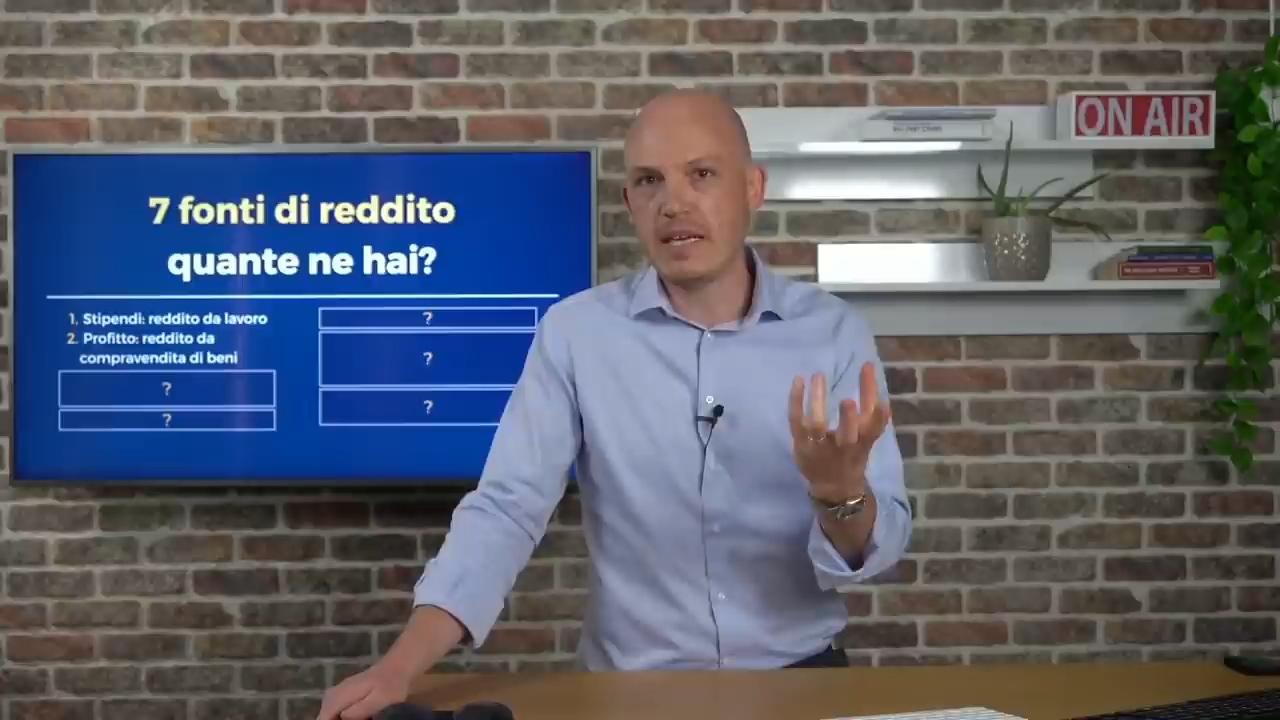 7 fonti di reddito
quante ne hai?
1. Stipendi: reddito da lavoro
2. Profitto: reddito da
compravendita di beni
?
?
?
?
?
ON AIR